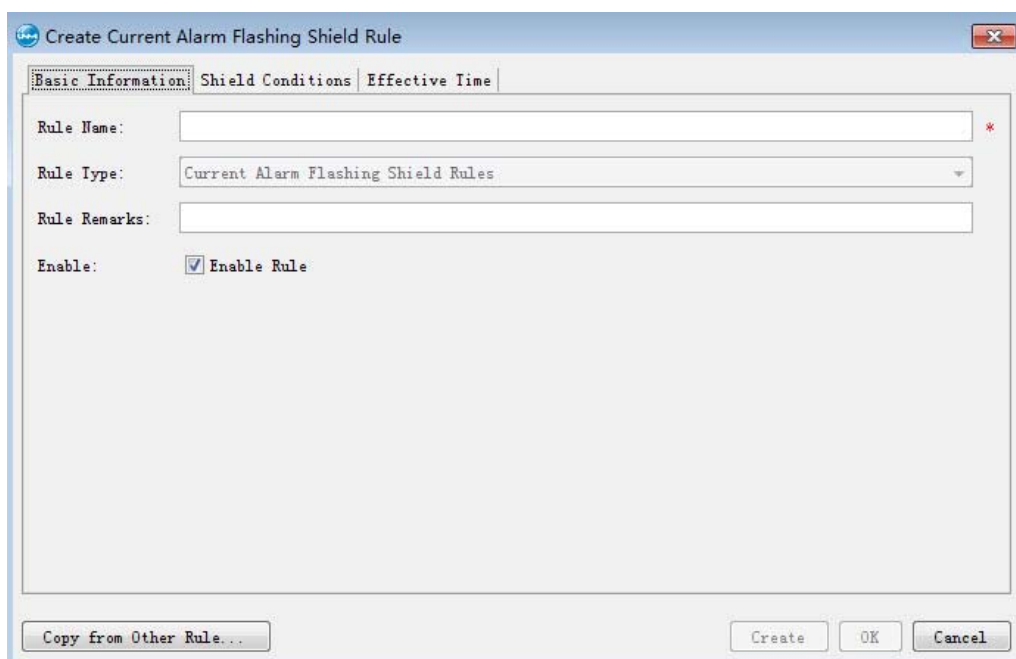 Create Current Alarm Flashing Shield Rule
Basic Information Shield Conditions Effective Time
Rule Name: *
Rule Type: Current Alarm Flashing Shield Rules
Rule Remarks:
Enable: Enable Rule
Copy from Other Rule... Create OK Cancel